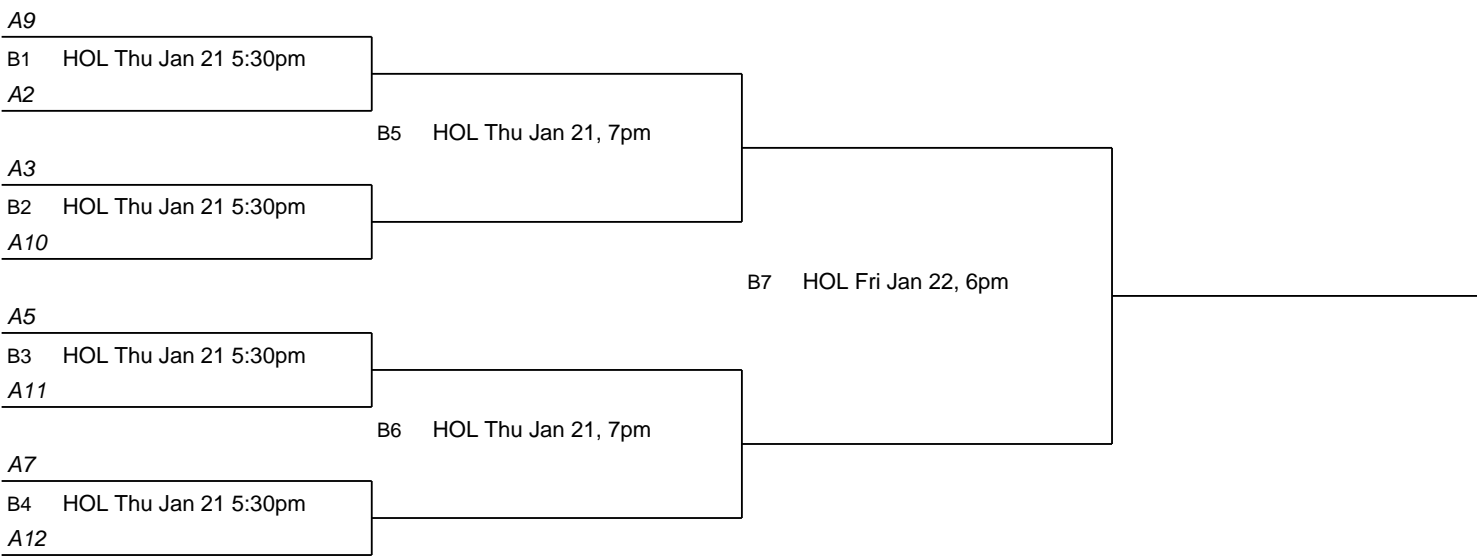 A9
B1 HOL Thu Jan 21 5:30pm
A2
B5 HOL Thu Jan 21, 7pm
A3
B2 HOL Thu Jan 21 5:30pm
A10
B7 HOL Fri Jan 22, 6pm
A5
B3 HOL Thu Jan 21 5:30pm
A11
B6 HOL Thu Jan 21, 7pm
A7
B4 HOL Thu Jan 21 5:30pm
A12